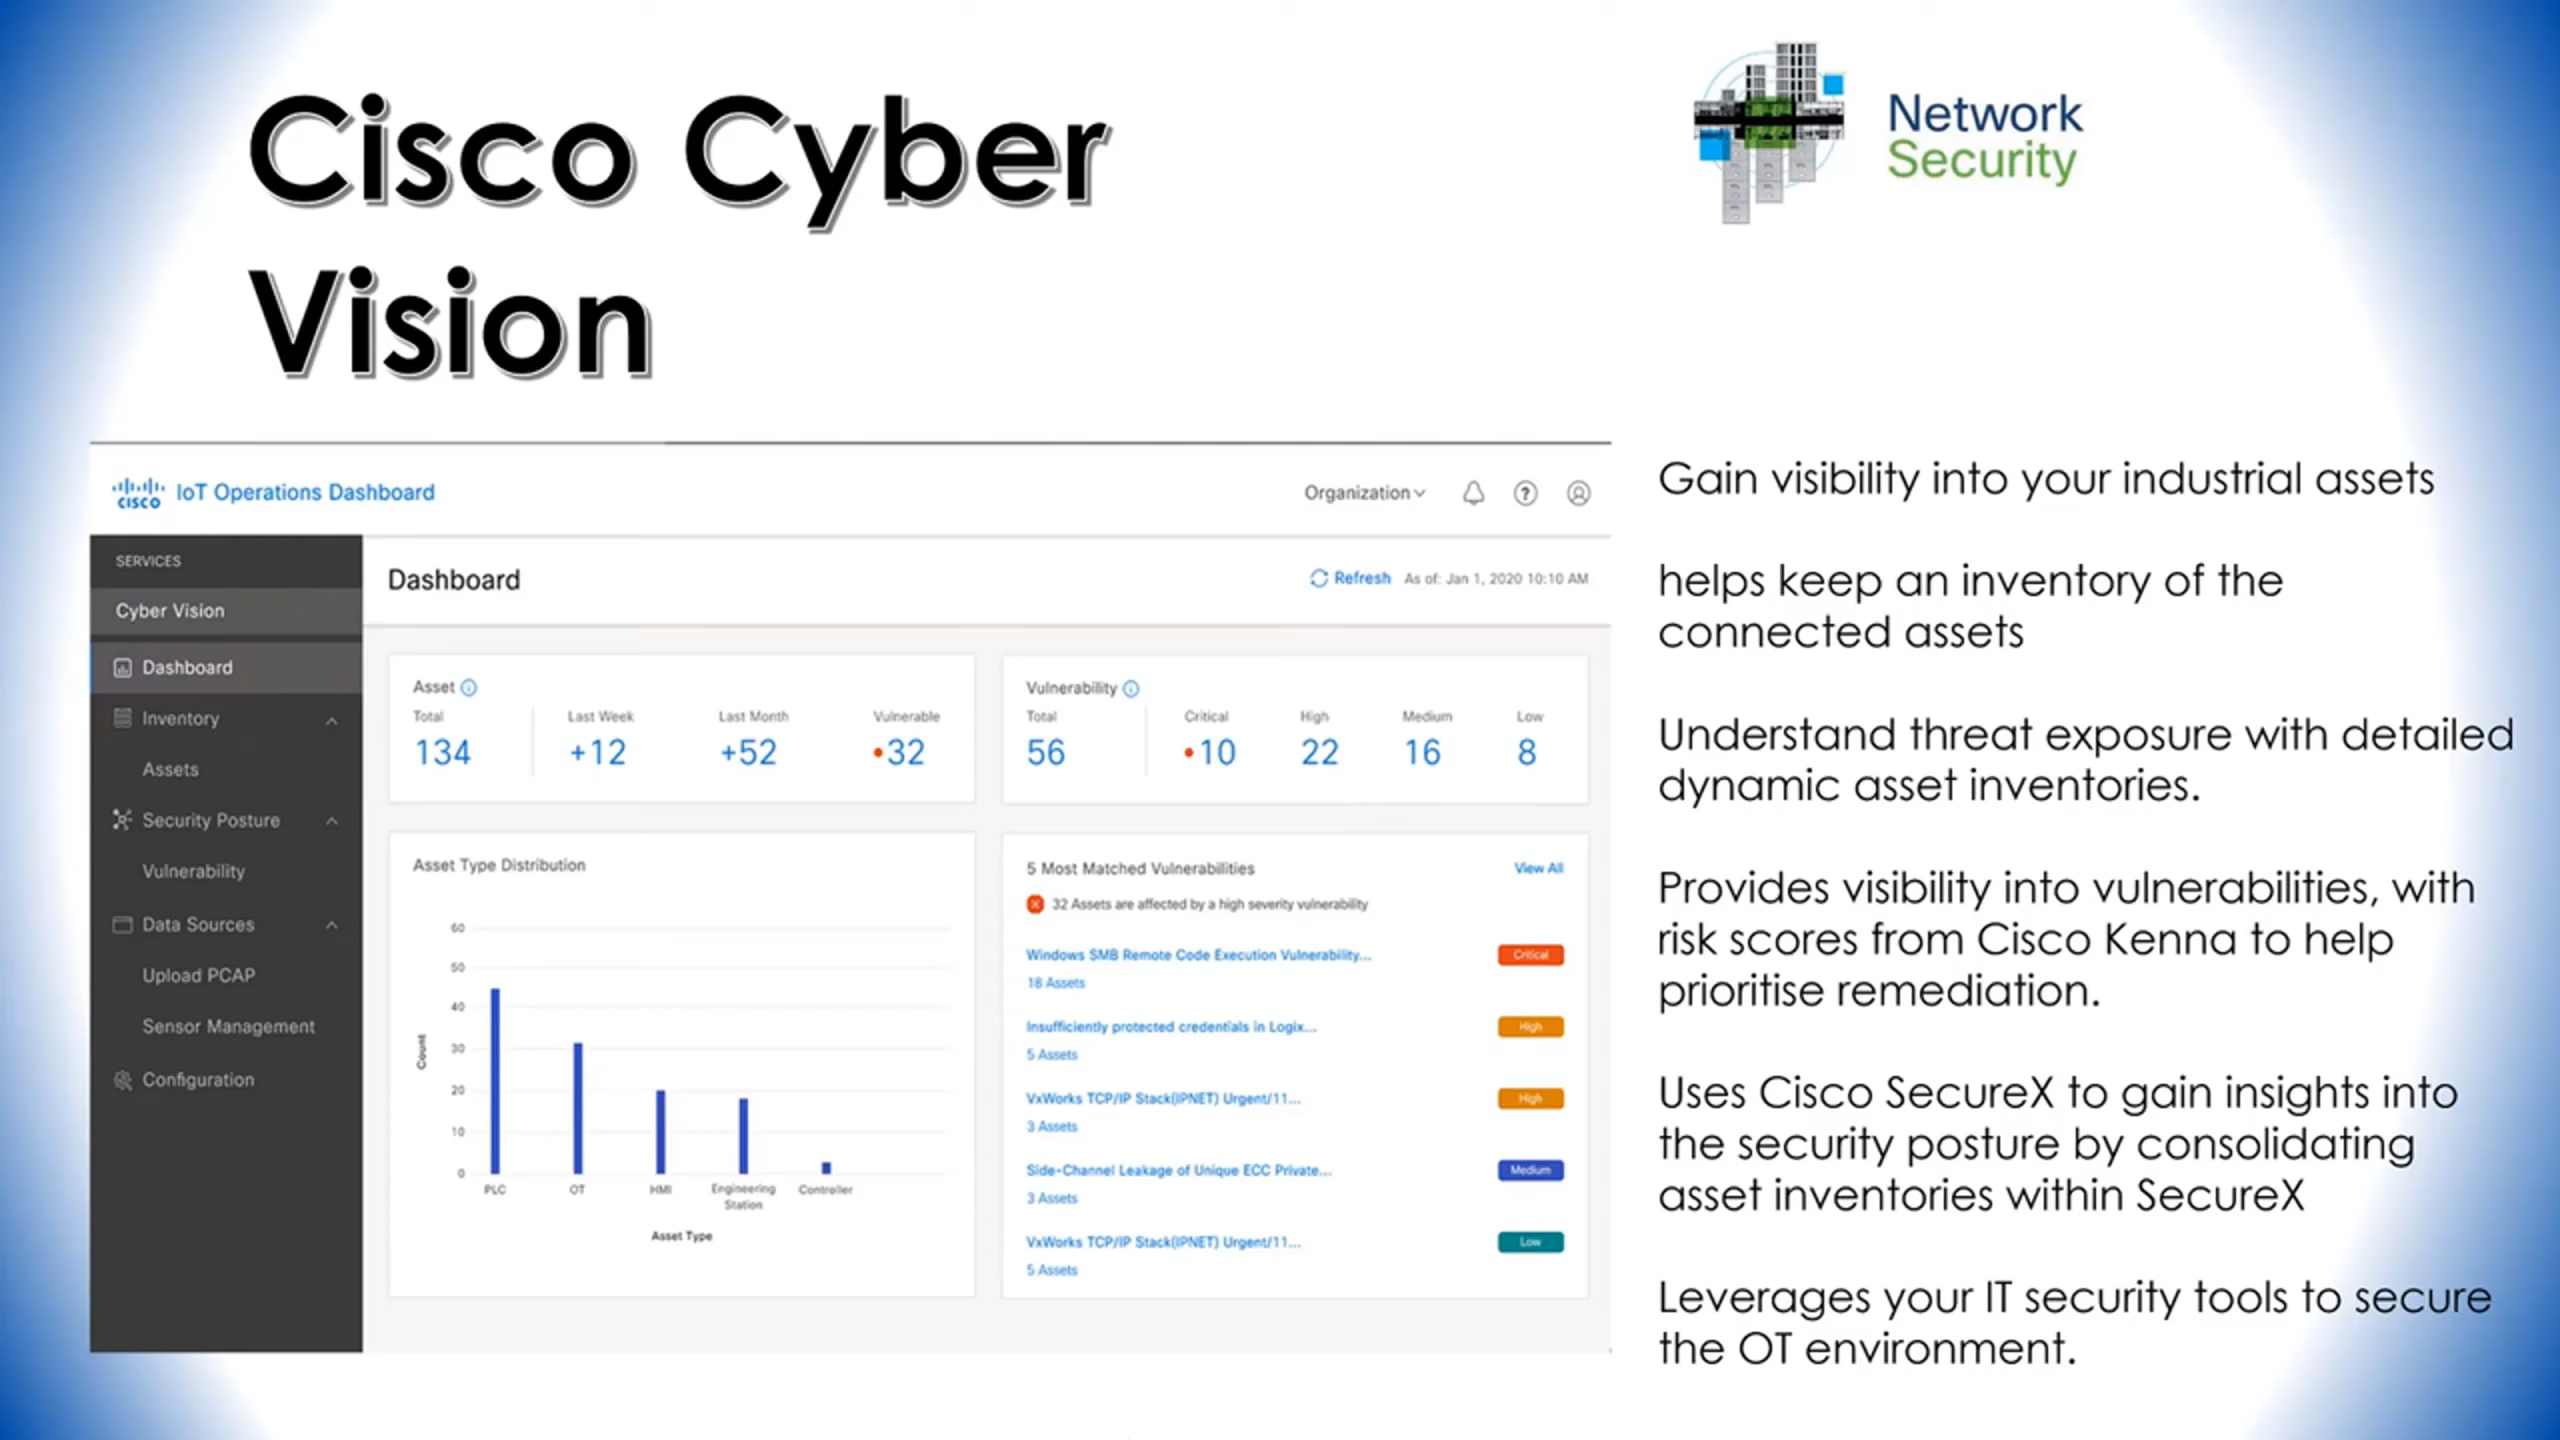 Cisco Cyber
Vision
Network
Security
CISCO
IoT Operations Dashboard
Organization
?
SERVICES
Cyber Vision
Dashboard
Inventory
Assets
Security Posture
Vulnerability
Data Sources
Upload PCAP
Sensor Management
Configuration
Dashboard
Refresh As of: Jan 1, 2020 10:10 AM
Asset
Total Last Week Last Month Vulnerable
134 +12 +52 32
Vulnerability
Total Critical High Medium Low
56 10 22 16 8
Asset Type Distribution
60
50
40
30
20
10
0
Count
PLC OT HMI Engineering Controller
Station
Asset Type
5 Most Matched Vulnerabilities View All
32 Assets are affected by a high severity vulnerability
Windows SMB Remote Code Execution Vulnerability... Critical
18 Assets
Insufficiently protected credentials in Logix... High
5 Assets
VxWorks TCP/IP Stack(IPNET) Urgent/11... High
3 Assets
Side-Channel Leakage of Unique ECC Private... Medium
3 Assets
VxWorks TCP/IP Stack(IPNET) Urgent/11... Low
5 Assets
Gain visibility into your industrial assets
helps keep an inventory of the
connected assets
Understand threat exposure with detailed
dynamic asset inventories.
Provides visibility into vulnerabilities, with
risk scores from Cisco Kenna to help
prioritise remediation.
Uses Cisco SecureX to gain insights into
the security posture by consolidating
asset inventories within SecureX
Leverages your IT security tools to secure
the OT environment.